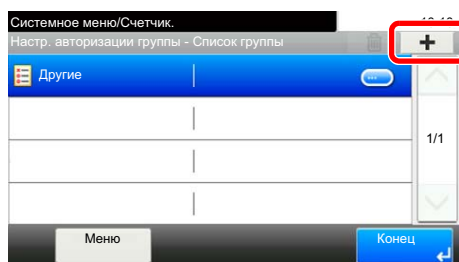 Системное меню/Счетчик.
Настр. авторизации группы - Список группы
Другие
1/1
Меню
Конец